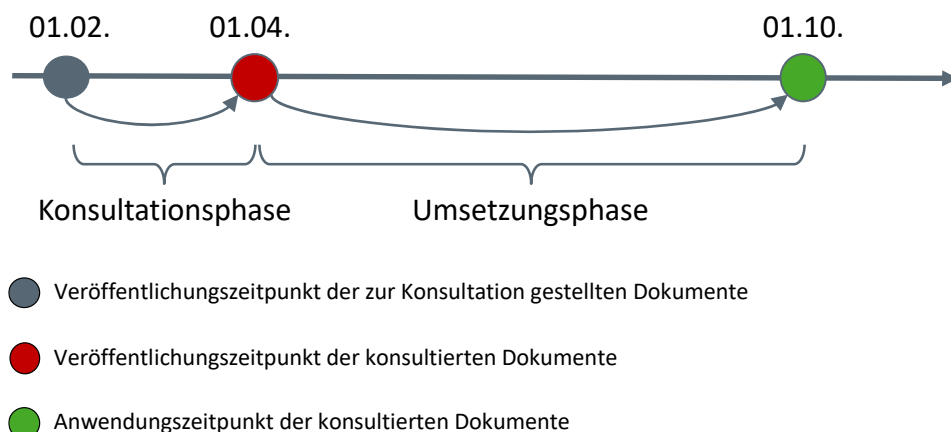 01.02. 01.04. 01.10.
Konsultationsphase Umsetzungsphase
Veröffentlichungszeitpunkt der zur Konsultation gestellten Dokumente
Veröffentlichungszeitpunkt der konsultierten Dokumente
Anwendungszeitpunkt der konsultierten Dokumente